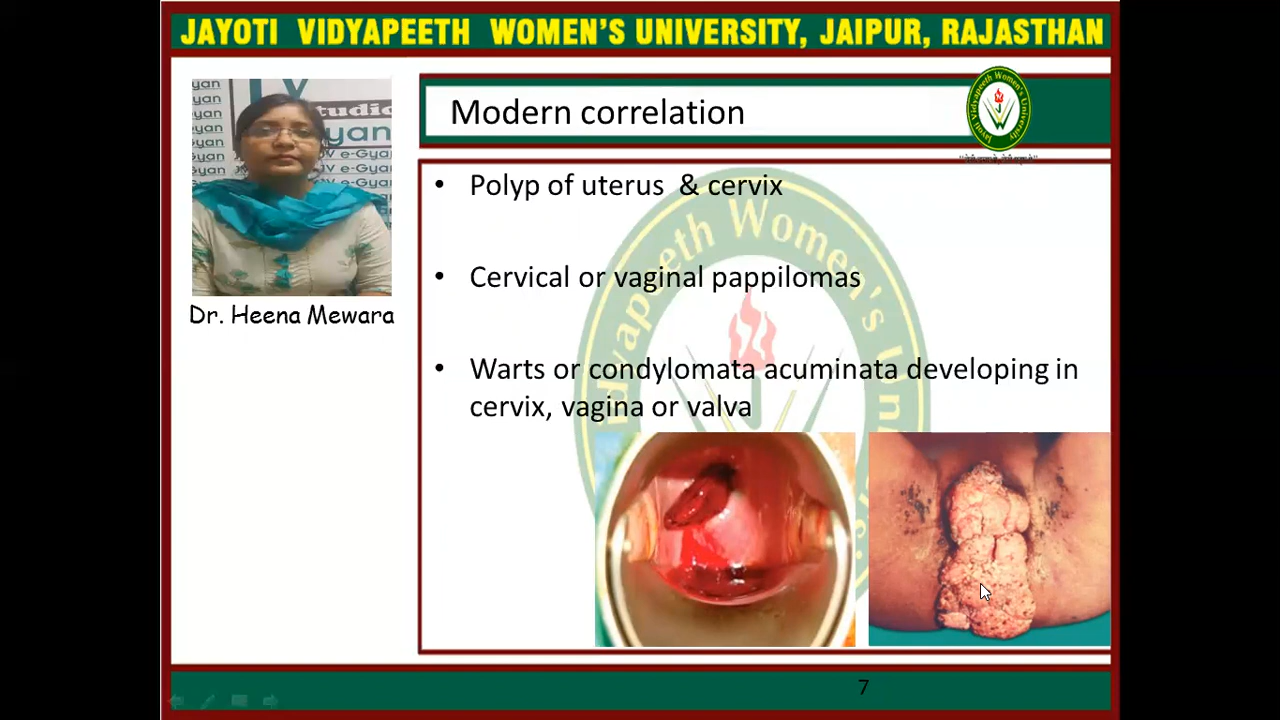 JAYOTI VIDYAPEETH WOMEN'S UNIVERSITY, JAIPUR, RAJASTHAN
Modern correlation
Dr. Heena Mewara
• Polyp of uterus & cervix
• Cervical or vaginal pappilomas
• Warts or condylomata acuminata developing in
cervix, vagina or valva
7